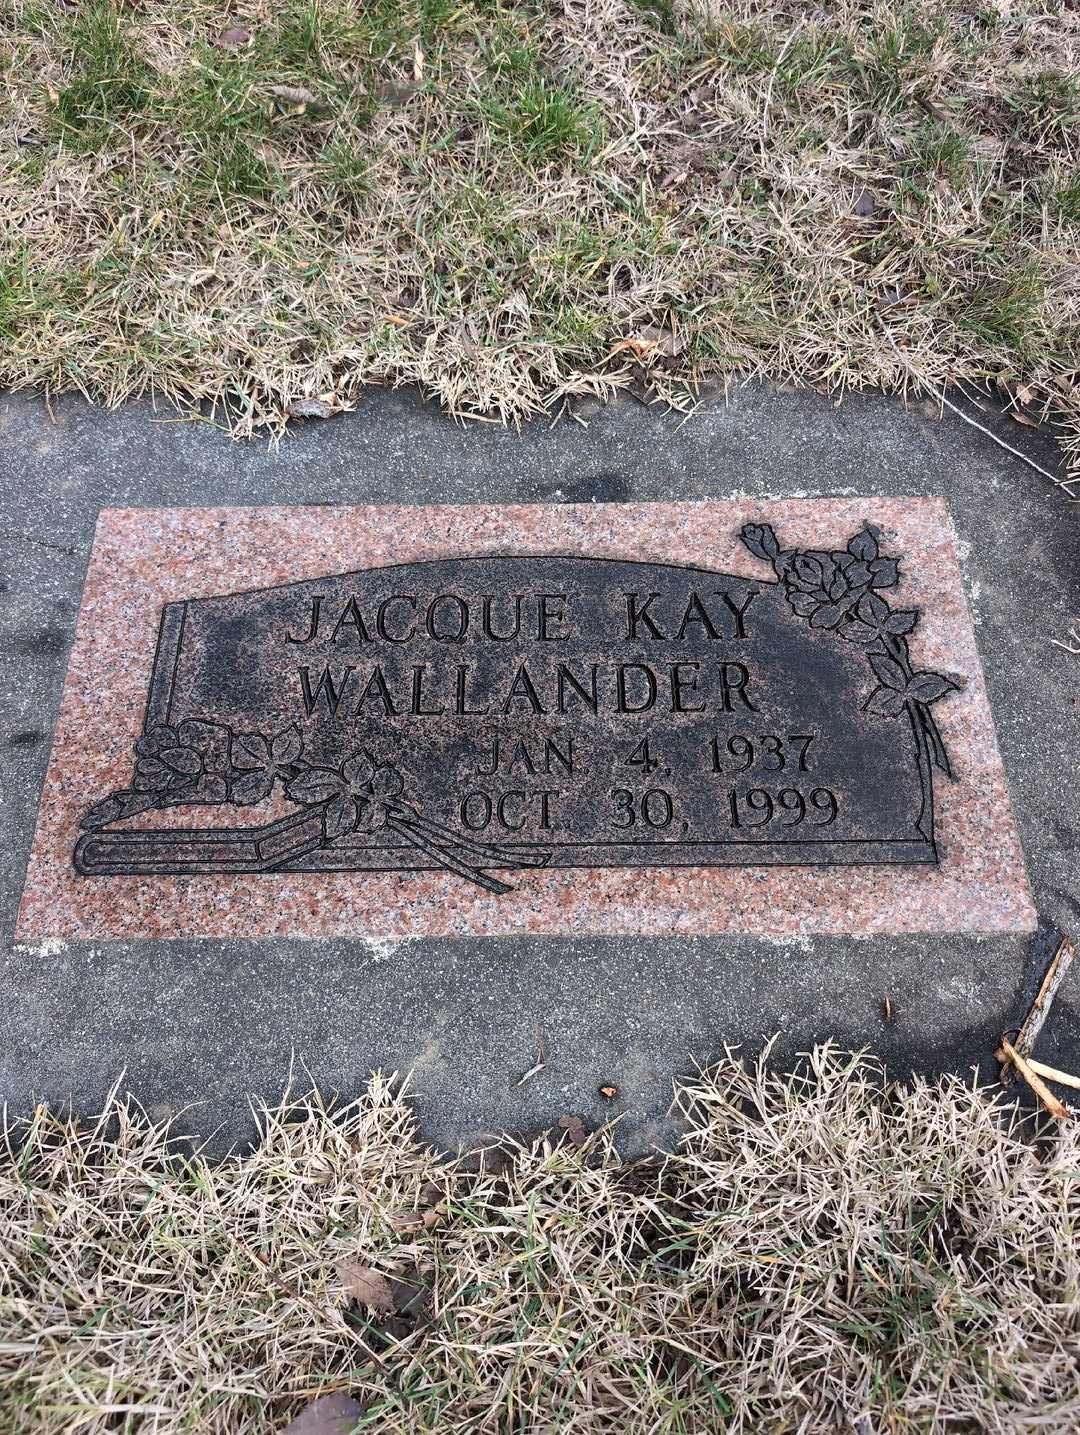 JACQUE KAY
WALLANDER
JAN. 4, 1937
OCT. 30, 1999